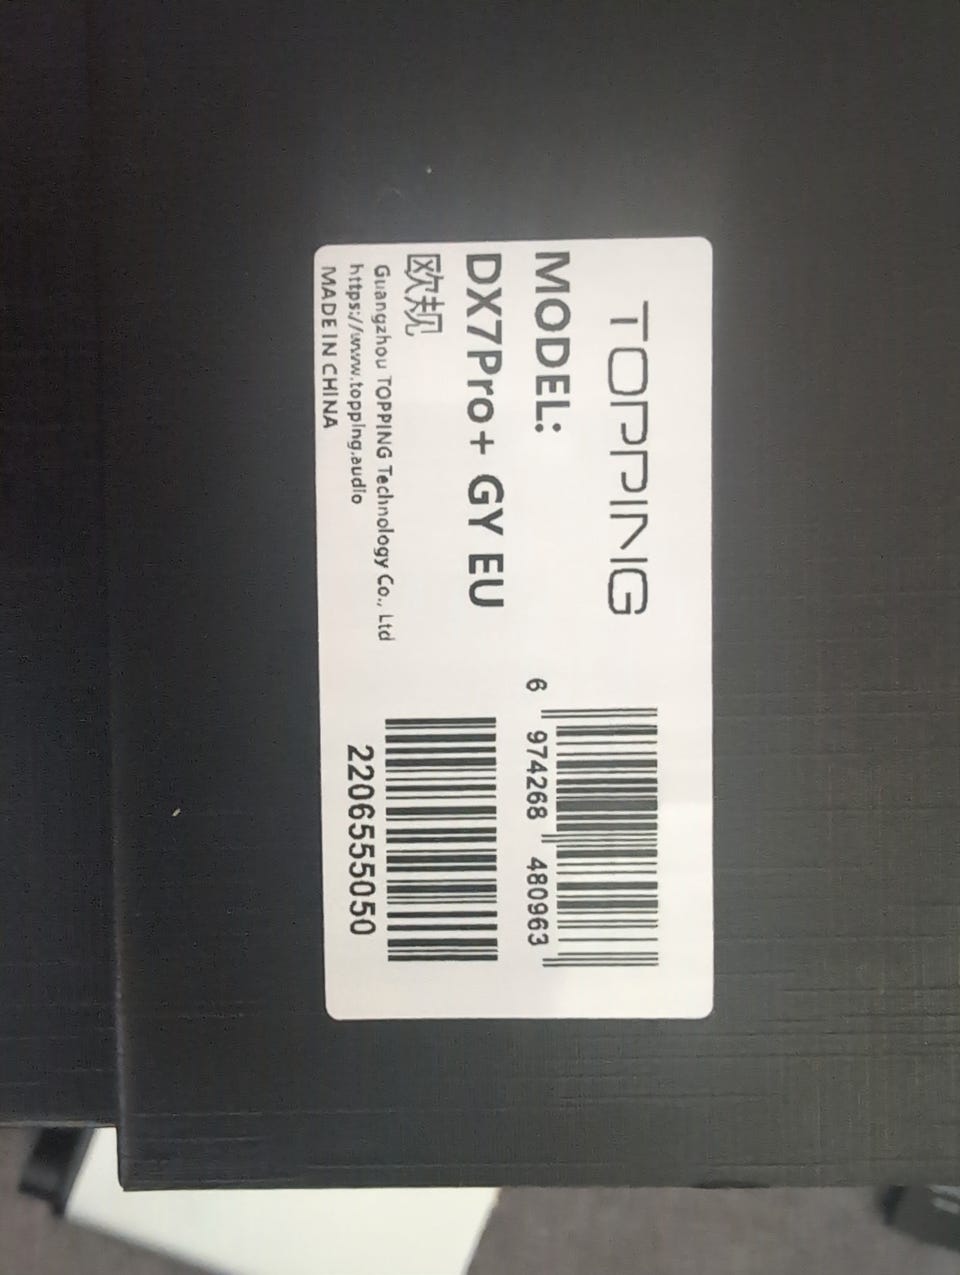 TOPPING
MODEL:
DX7Pro+ GY EU
欧规
Guangzhou TOPPING Technology Co., Ltd
https://www.topping.audio
MADE IN CHINA
6 974268 480963
2206555050